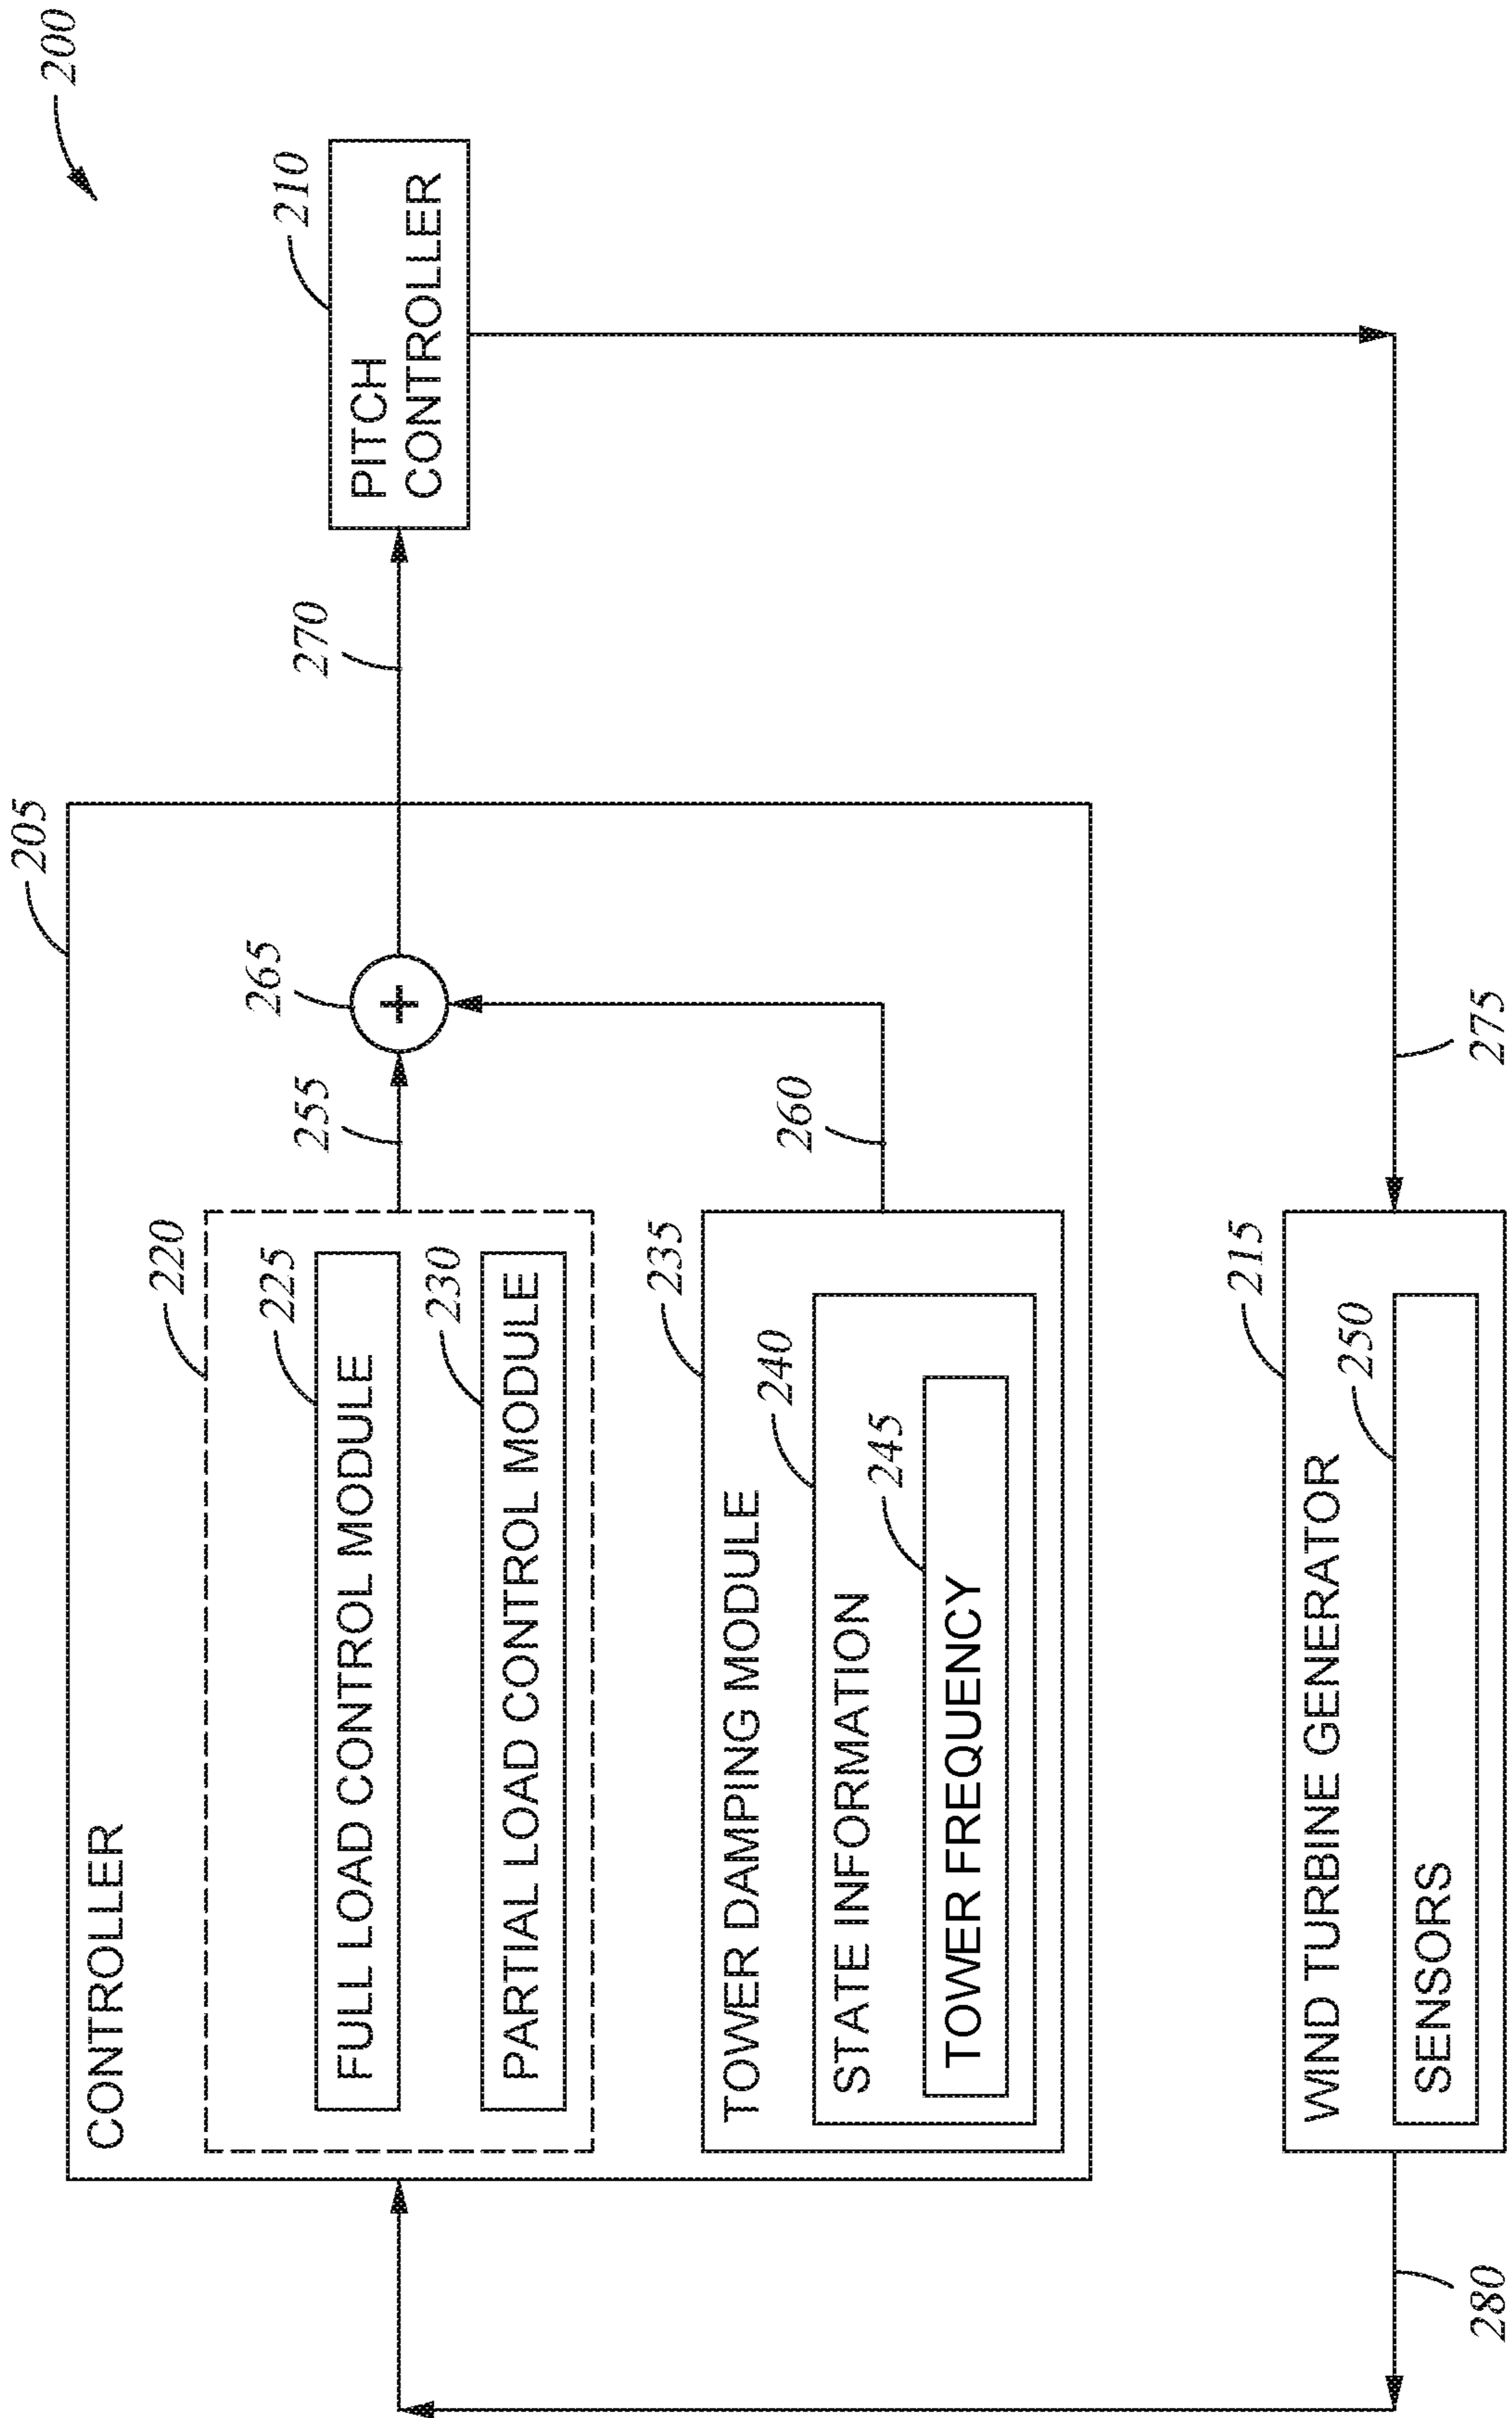 200
205
CONTROLLER
220
225
FULL LOAD CONTROL MODULE
230
PARTIAL LOAD CONTROL MODULE
255
265
+
270
210
PITCH
CONTROLLER
235
TOWER DAMPING MODULE
240
STATE INFORMATION
245
TOWER FREQUENCY
260
215
WIND TURBINE GENERATOR
250
SENSORS
275
280